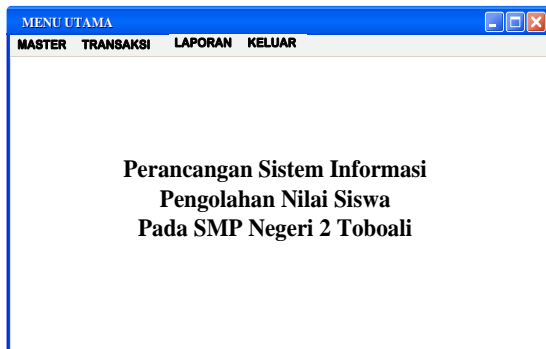 MENU UTAMA
MASTER TRANSAKSI LAPORAN KELUAR
Perancangan Sistem Informasi
Pengolahan Nilai Siswa
Pada SMP Negeri 2 Toboali